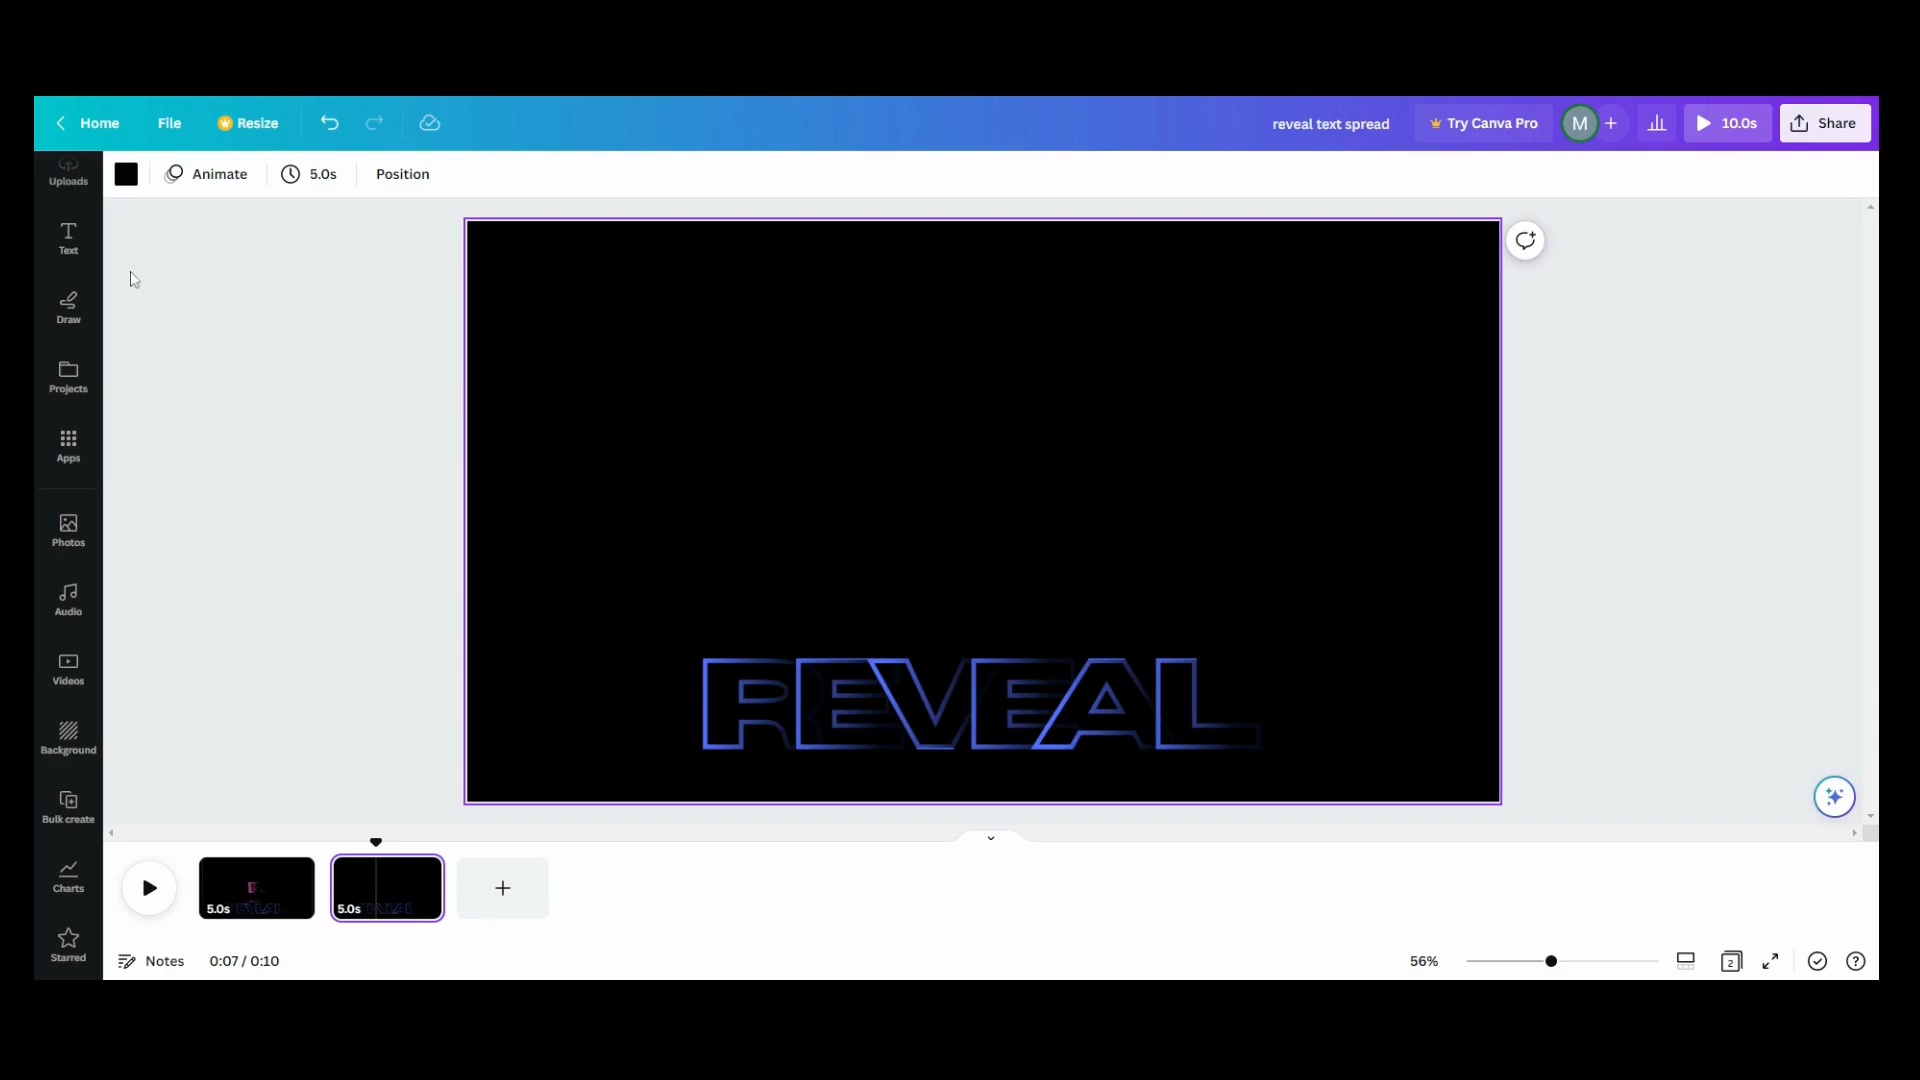 Home File Resize reveal text spread Try Canva Pro M + 10.0s Share
Uploads
Animate 5.0s Position
Text
Draw
Projects
Apps
Photos
Audio
Videos
Background
Bulk create
Charts
Starred
REVEAL
5.0s REVEAL
5.0s REVEAL
Notes 0:07 / 0:10 56% 2 ?